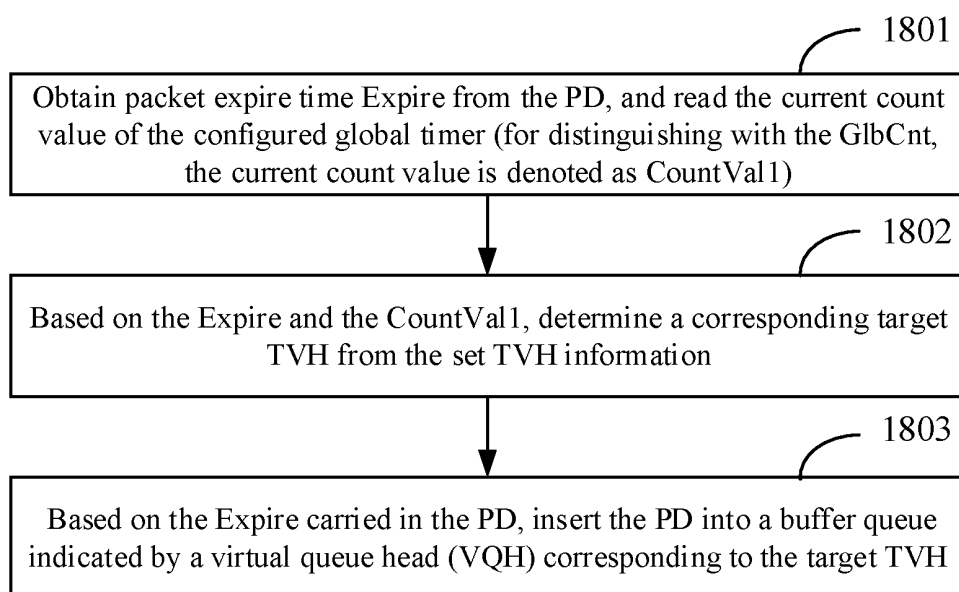 1801
Obtain packet expire time Expire from the PD, and read the current count
value of the configured global timer (for distinguishing with the GlbCnt,
the current count value is denoted as CountVal1)
1802
Based on the Expire and the CountVal1, determine a corresponding target
TVH from the set TVH information
1803
Based on the Expire carried in the PD, insert the PD into a buffer queue
indicated by a virtual queue head (VQH) corresponding to the target TVH